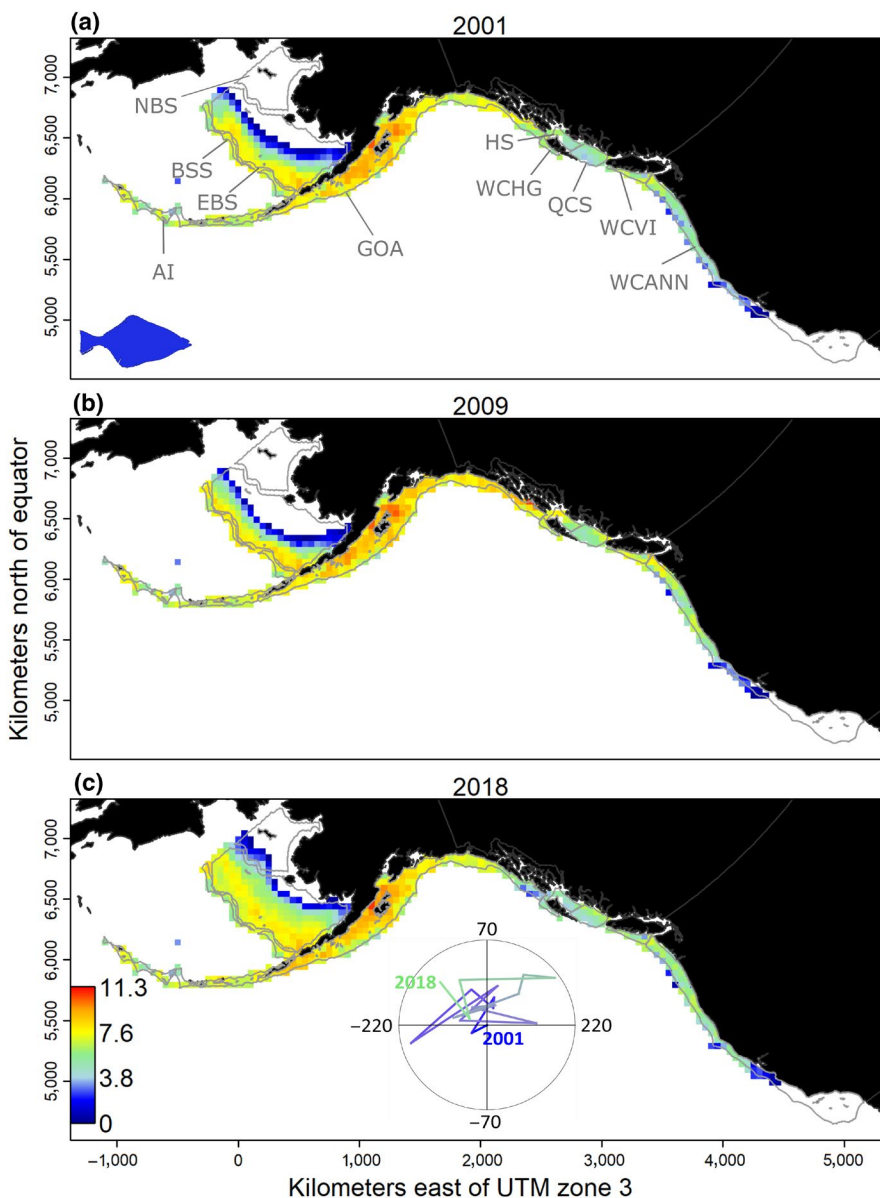 (a)
2001
7,000
6,500
6,000
5,500
5,000
NBS
BSS
EBS
AI
GOA
HS
WCHG
QCS
WCVI
WCANN
(b)
2009
7,000
6,500
6,000
5,500
5,000
Kilometers north of equator
(c)
2018
7,000
6,500
6,000
5,500
5,000
11.3
7.6
3.8
0
70
2018
−220
220
2001
−70
−1,000
0
1,000
2,000
3,000
4,000
5,000
Kilometers east of UTM zone 3